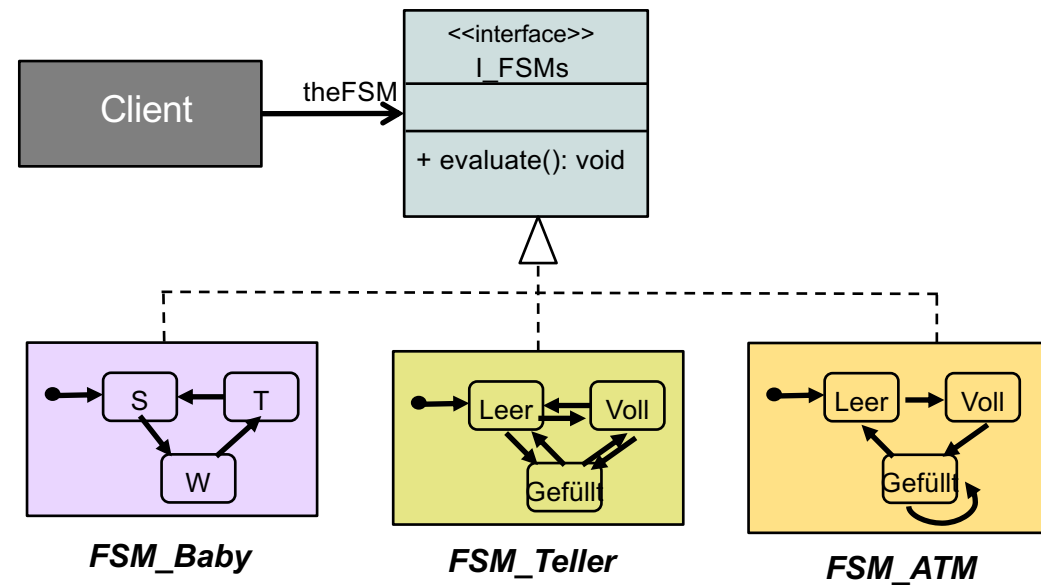 <<interface>>
I_FSMs
Client
theFSM
+ evaluate(): void
S
T
W
Leer
Voll
Gefüllt
Leer
Voll
Gefüllt
FSM_Baby
FSM_Teller
FSM_ATM